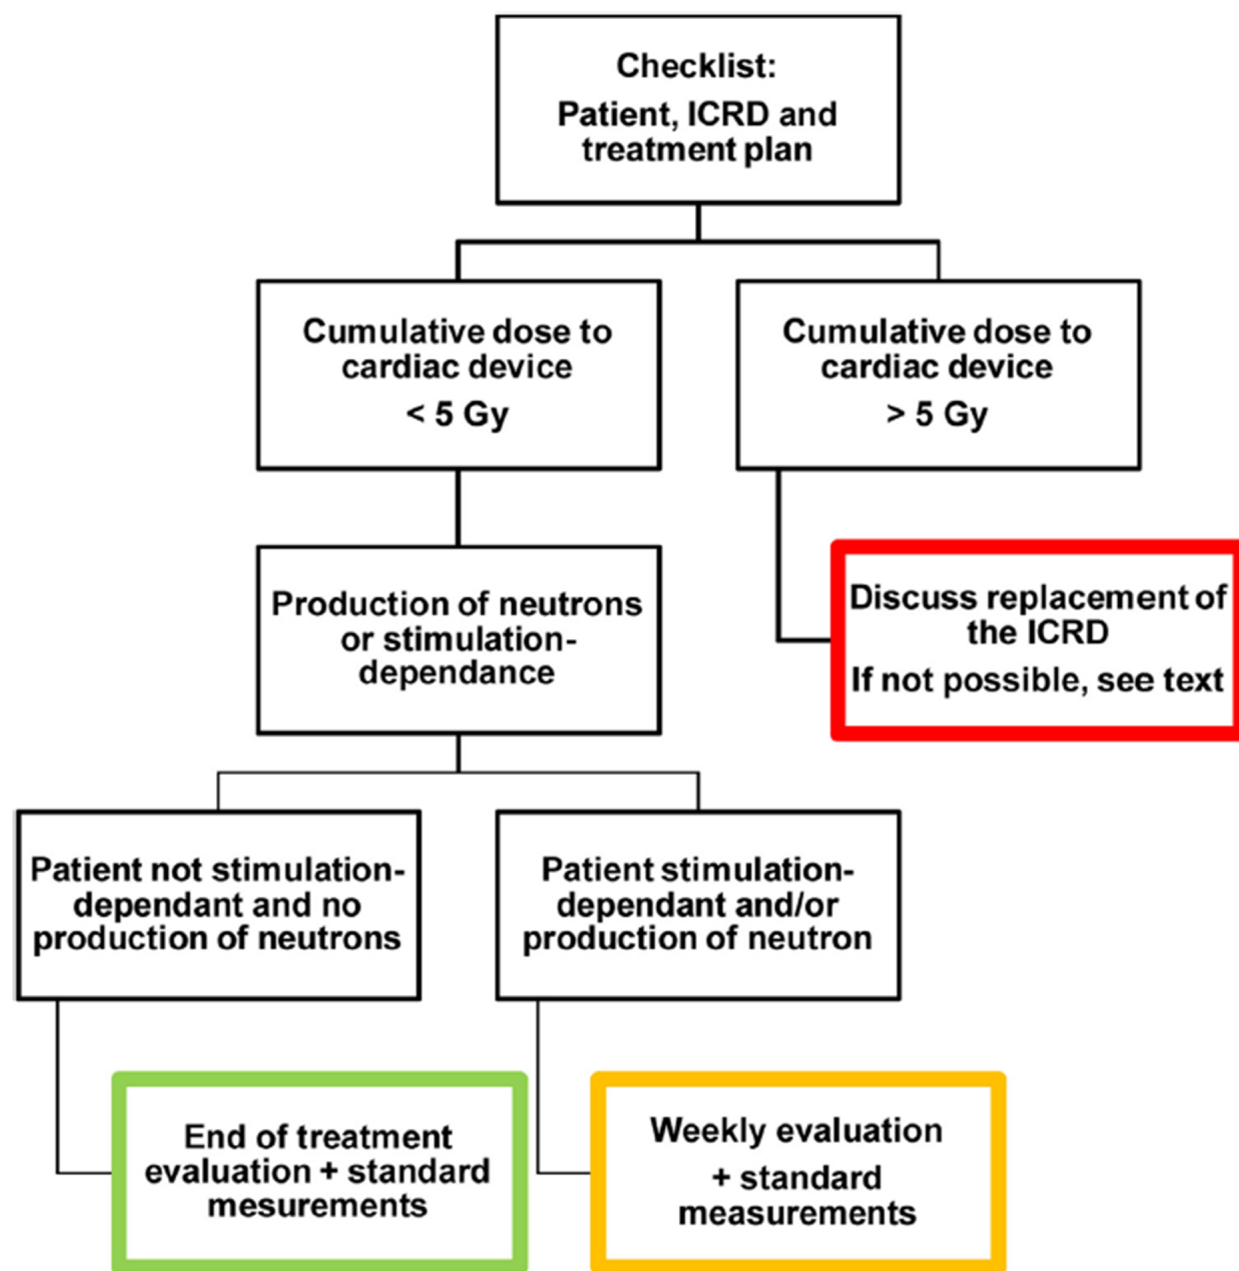 Checklist:
Patient, ICRD and
treatment plan
Cumulative dose to
cardiac device
< 5 Gy
Cumulative dose to
cardiac device
> 5 Gy
Production of neutrons
or stimulation-
dependance
Discuss replacement of
the ICRD
If not possible, see text
Patient not stimulation-
dependant and no
production of neutrons
Patient stimulation-
dependant and/or
production of neutron
End of treatment
evaluation + standard
mesurements
Weekly evaluation
+ standard
measurements